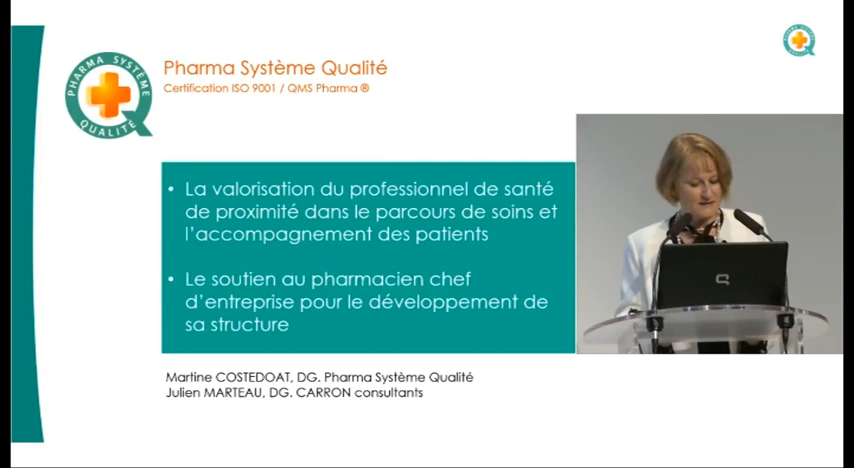 PHARMA SYSTÈME
QUALITÉ
Pharma Système Qualité
Certification ISO 9001 / QMS Pharma ®
• La valorisation du professionnel de santé
de proximité dans le parcours de soins et
l'accompagnement des patients
• Le soutien au pharmacien chef
d'entreprise pour le développement de
sa structure
Martine COSTEDOAT, DG. Pharma Système Qualité
Julien MARTEAU, DG. CARRON consultants